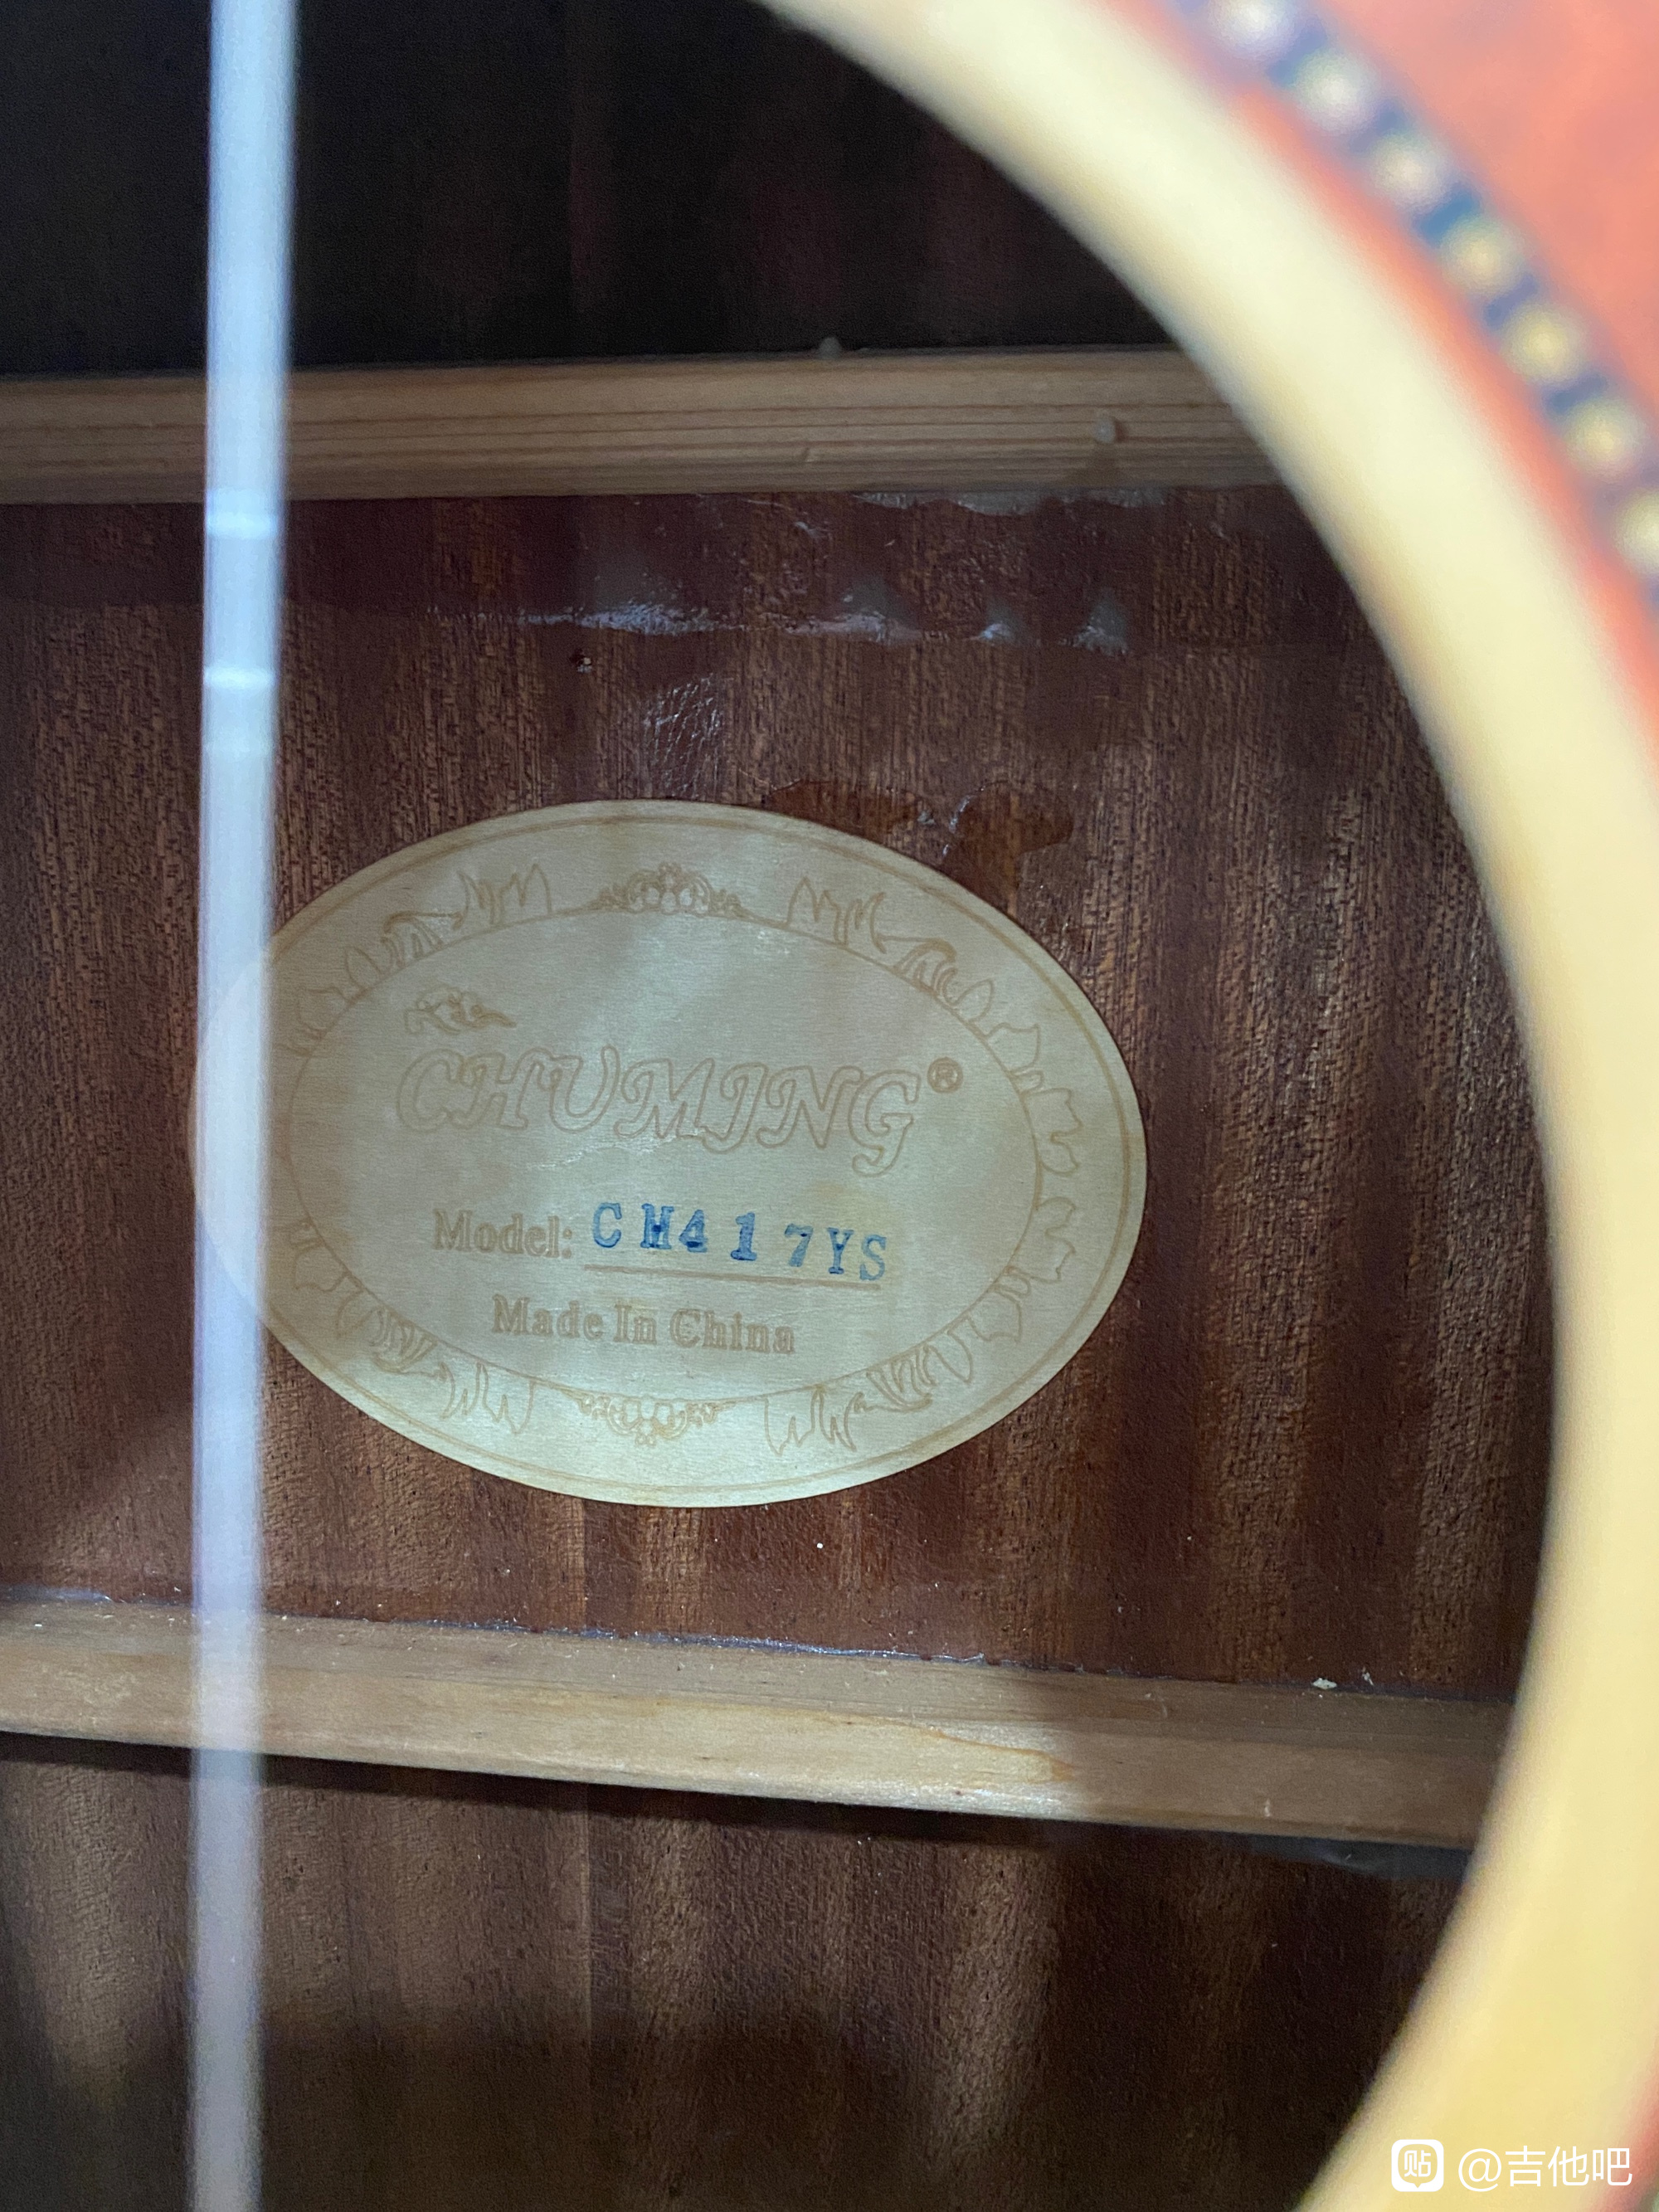 CHUMING®
Model: CH417YS
Made In China
贴 @吉他吧